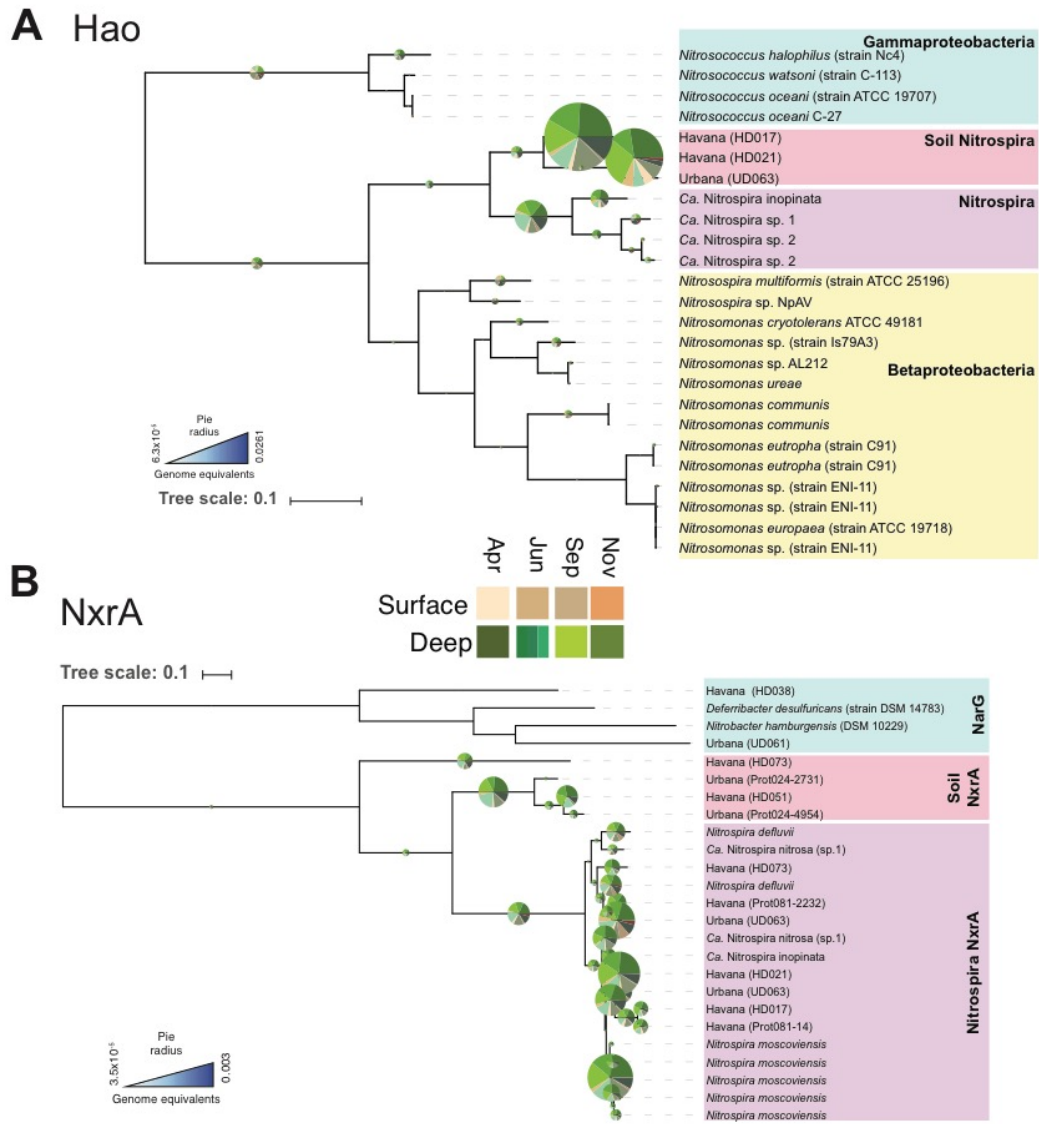 A Hao
Gammaproteobacteria
Nitrosococcus halophilus (strain Nc4)
Nitrosococcus watsoni (strain C-113)
Nitrosococcus oceani (strain ATCC 19707)
Nitrosococcus oceani C-27
Havana (HD017)
Soil Nitrospira
Havana (HD021)
Urbana (UD063)
Ca. Nitrospira inopinata
Nitrospira
Ca. Nitrospira sp. 1
Ca. Nitrospira sp. 2
Ca. Nitrospira sp. 2
Nitrosospira multiformis (strain ATCC 25196)
Nitrosospira sp. NpAV
Nitrosomonas cryotolerans ATCC 49181
Nitrosomonas sp. (strain Is79A3)
Nitrosomonas sp. AL212
Betaproteobacteria
Nitrosomonas ureae
Nitrosomonas communis
Nitrosomonas communis
Nitrosomonas eutropha (strain C91)
Nitrosomonas eutropha (strain C91)
Nitrosomonas sp. (strain ENI-11)
Nitrosomonas sp. (strain ENI-11)
Nitrosomonas europaea (strain ATCC 19718)
Nitrosomonas sp. (strain ENI-11)
Pie
radius
6.3x10⁻⁵
0.0261
Genome equivalents
Tree scale: 0.1
Apr Jun Sep Nov
Surface
Deep
B NxrA
Tree scale: 0.1
Havana (HD038)
Deferribacter desulfuricans (strain DSM 14783)
Nitrobacter hamburgensis (DSM 10229)
Urbana (UD061)
NarG
Havana (HD073)
Urbana (Prot024-2731)
Havana (HD051)
Urbana (Prot024-4954)
Soil
NxrA
Nitrospira defluvii
Ca. Nitrospira nitrosa (sp.1)
Havana (HD073)
Nitrospira defluvii
Havana (Prot081-2232)
Urbana (UD063)
Ca. Nitrospira nitrosa (sp.1)
Ca. Nitrospira inopinata
Havana (HD021)
Urbana (UD063)
Havana (HD017)
Havana (Prot081-14)
Nitrospira moscoviensis
Nitrospira moscoviensis
Nitrospira moscoviensis
Nitrospira moscoviensis
Nitrospira moscoviensis
Nitrospira NxrA
Pie
radius
3.5x10⁻⁵
0.003
Genome equivalents